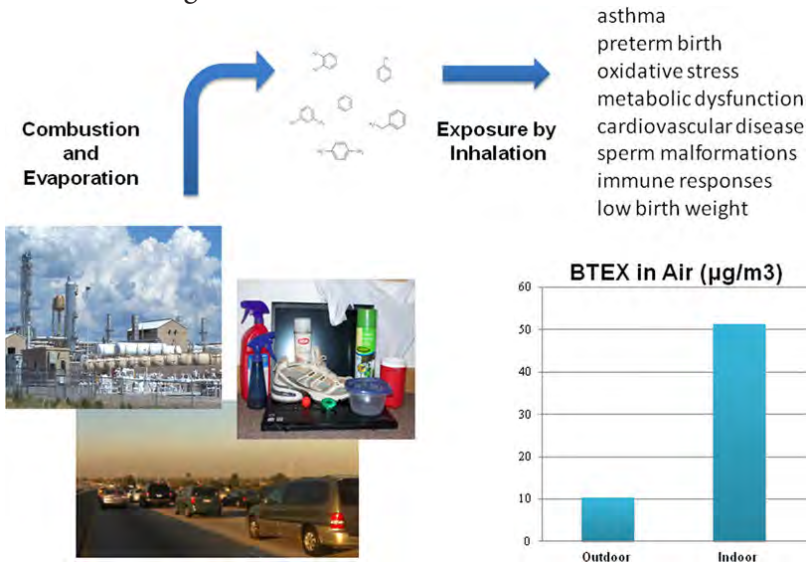 Combustion
and
Evaporation
Exposure by
Inhalation
asthma
preterm birth
oxidative stress
metabolic dysfunction
cardiovascular disease
sperm malformations
immune responses
low birth weight
BTEX in Air (µg/m3)
60
50
40
30
20
10
0
Outdoor
Indoor